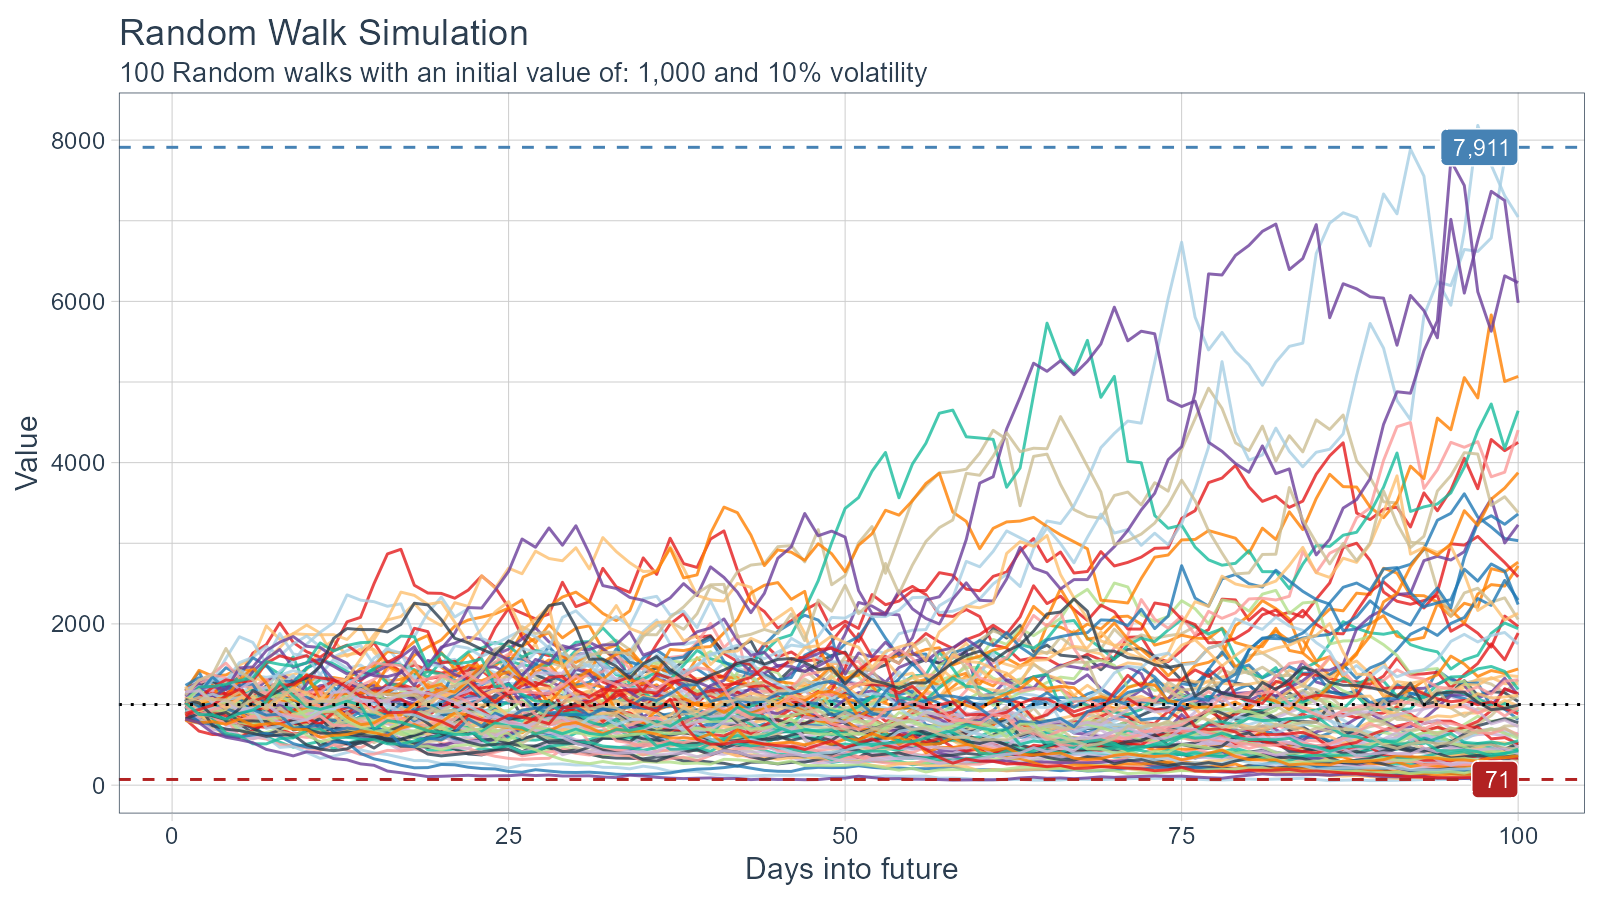 Random Walk Simulation
100 Random walks with an initial value of: 1,000 and 10% volatility
8000
6000
4000
2000
0
Value
7,911
71
0 25 50 75 100
Days into future